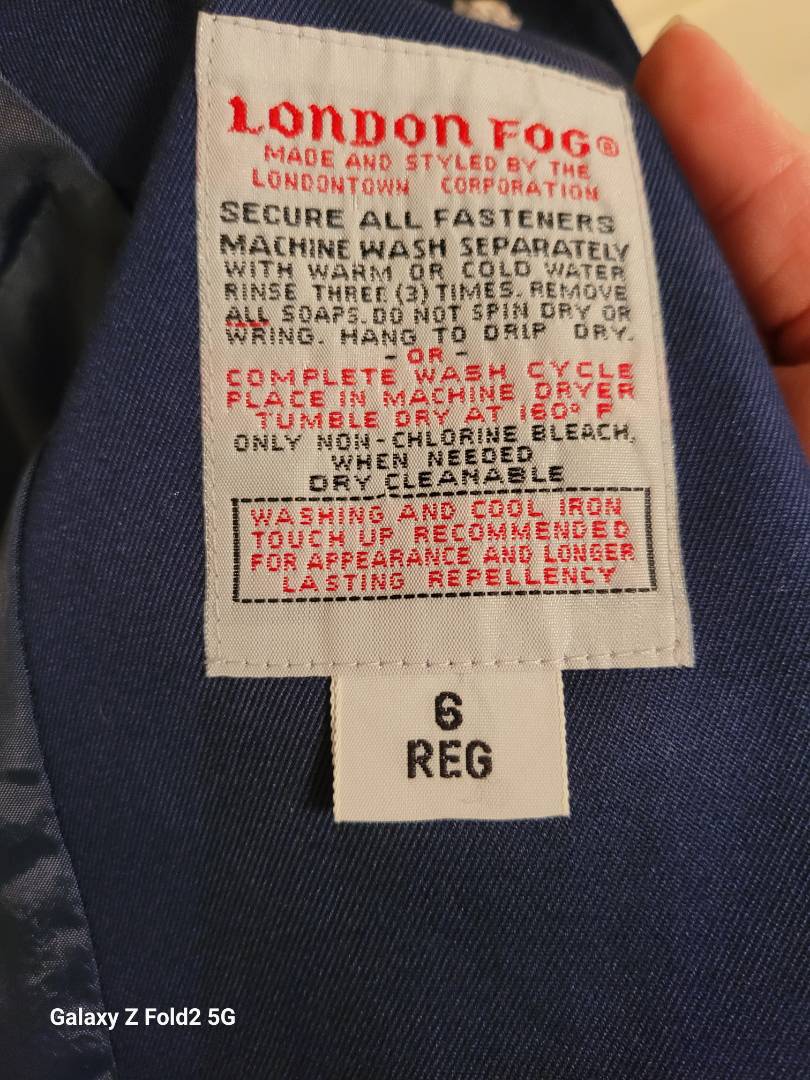 LONDON FOG®
MADE AND STYLED BY THE
LONDONTOWN CORPORATION
SECURE ALL FASTENERS
MACHINE WASH SEPARATELY
WITH WARM OR COLD WATER
RINSE THREE (3) TIMES. REMOVE
ALL SOAPS. DO NOT SPIN DRY OR
WRING. HANG TO DRIP DRY.
- OR -
COMPLETE WASH CYCLE
PLACE IN MACHINE DRYER
TUMBLE DRY AT 160° F
ONLY NON-CHLORINE BLEACH,
WHEN NEEDED
DRY CLEANABLE
WASHING AND COOL IRON
TOUCH UP RECOMMENDED
FOR APPEARANCE AND LONGER
LASTING REPELLENCY
6
REG
Galaxy Z Fold2 5G